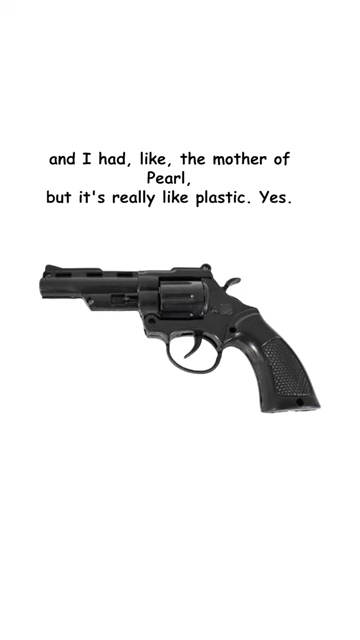 and I had, like, the mother of
Pearl,
but it's really like plastic. Yes.